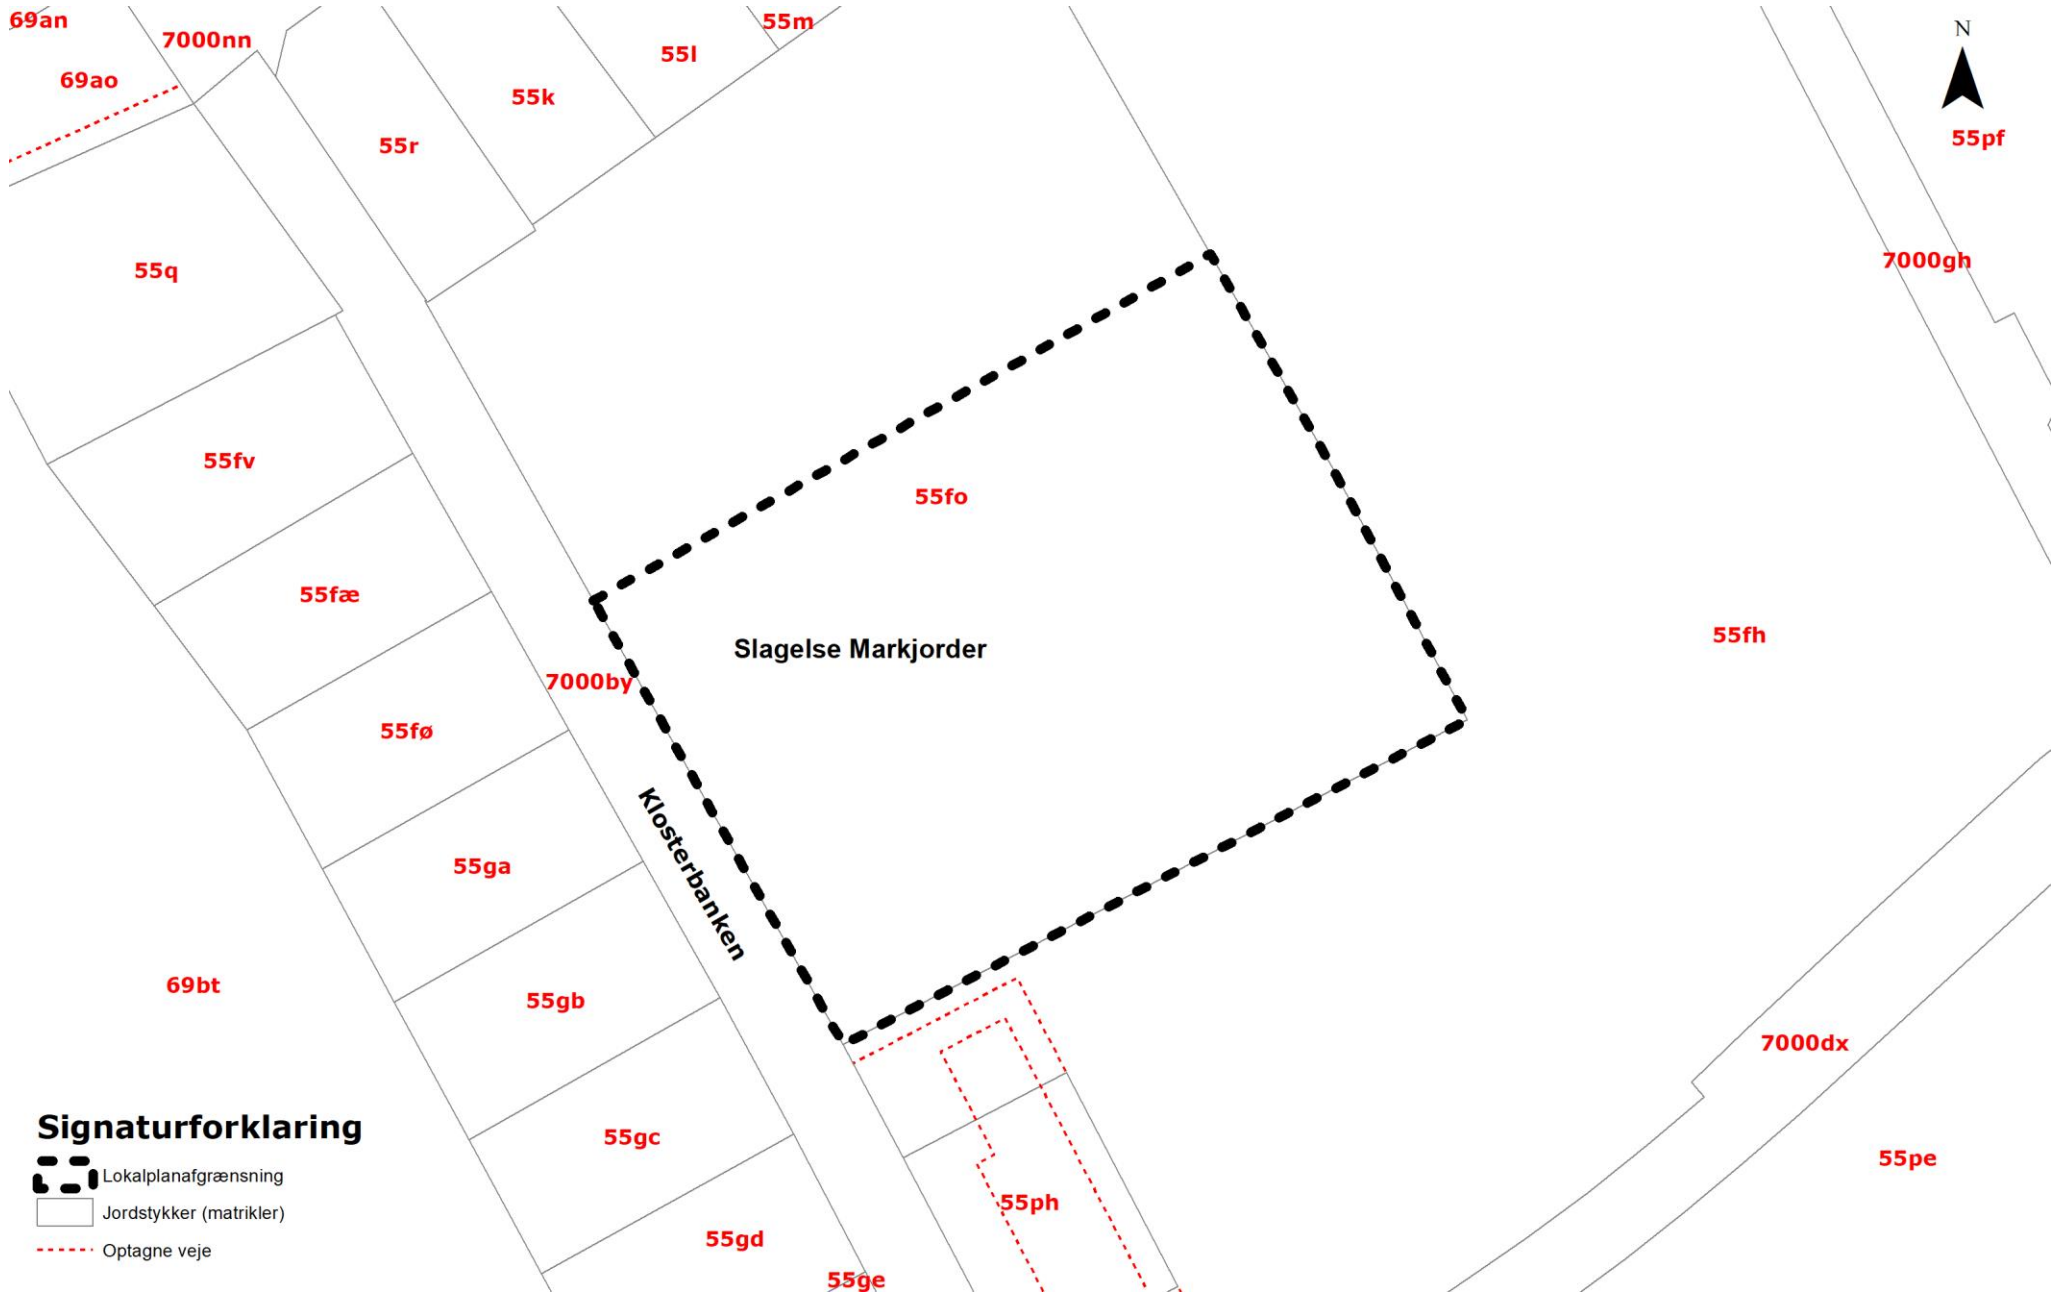 69an
7000nn
55m
N
55l
69ao
55k
55pf
55r
7000gh
55q
55fv
55fo
55fæ
55fh
Slagelse Markjorder
7000by
55fø
Klosterbanken
55ga
69bt
55gb
7000dx
Signaturforklaring
55gc
55pe
Lokalplanafgrænsning
55ph
Jordstykker (matrikler)
55gd
Optagne veje
55ge